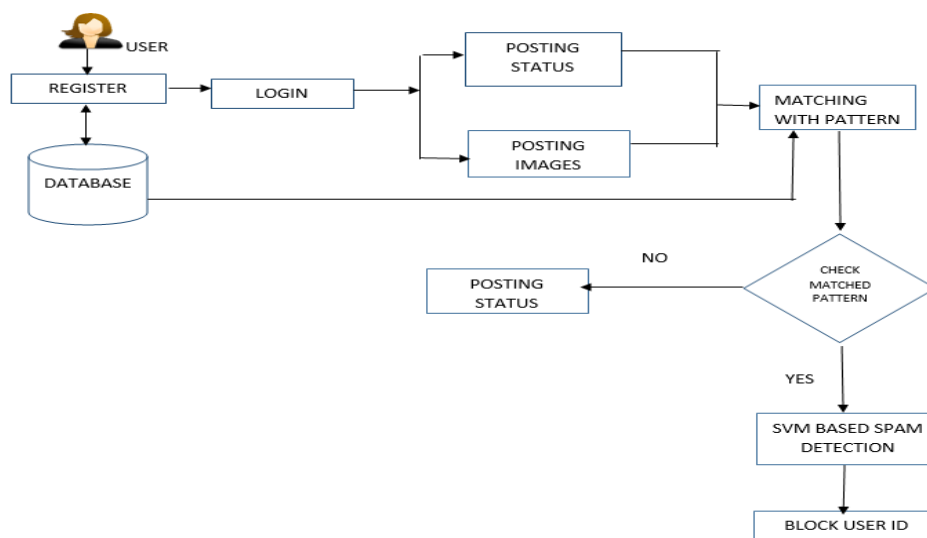 USER
REGISTER
LOGIN
POSTING
STATUS
POSTING
IMAGES
MATCHING
WITH PATTERN
DATABASE
NO
CHECK
MATCHED
PATTERN
POSTING
STATUS
YES
SVM BASED SPAM
DETECTION
BLOCK USER ID